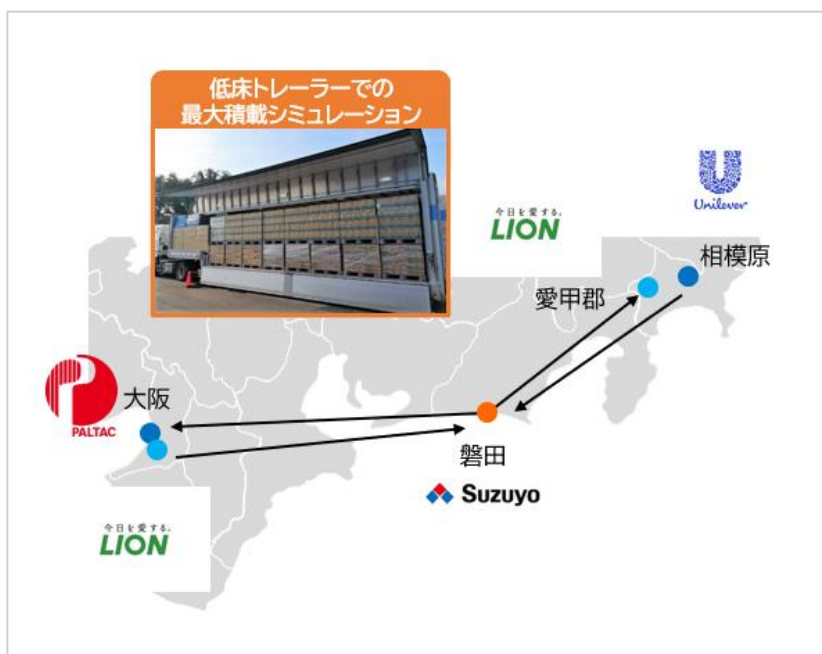 低床トレーラーでの
最大積載シミュレーション
今日を愛する。
LION
Unilever
相模原
愛甲郡
大阪
PALTAC
磐田
Suzuyo
今日を愛する。
LION